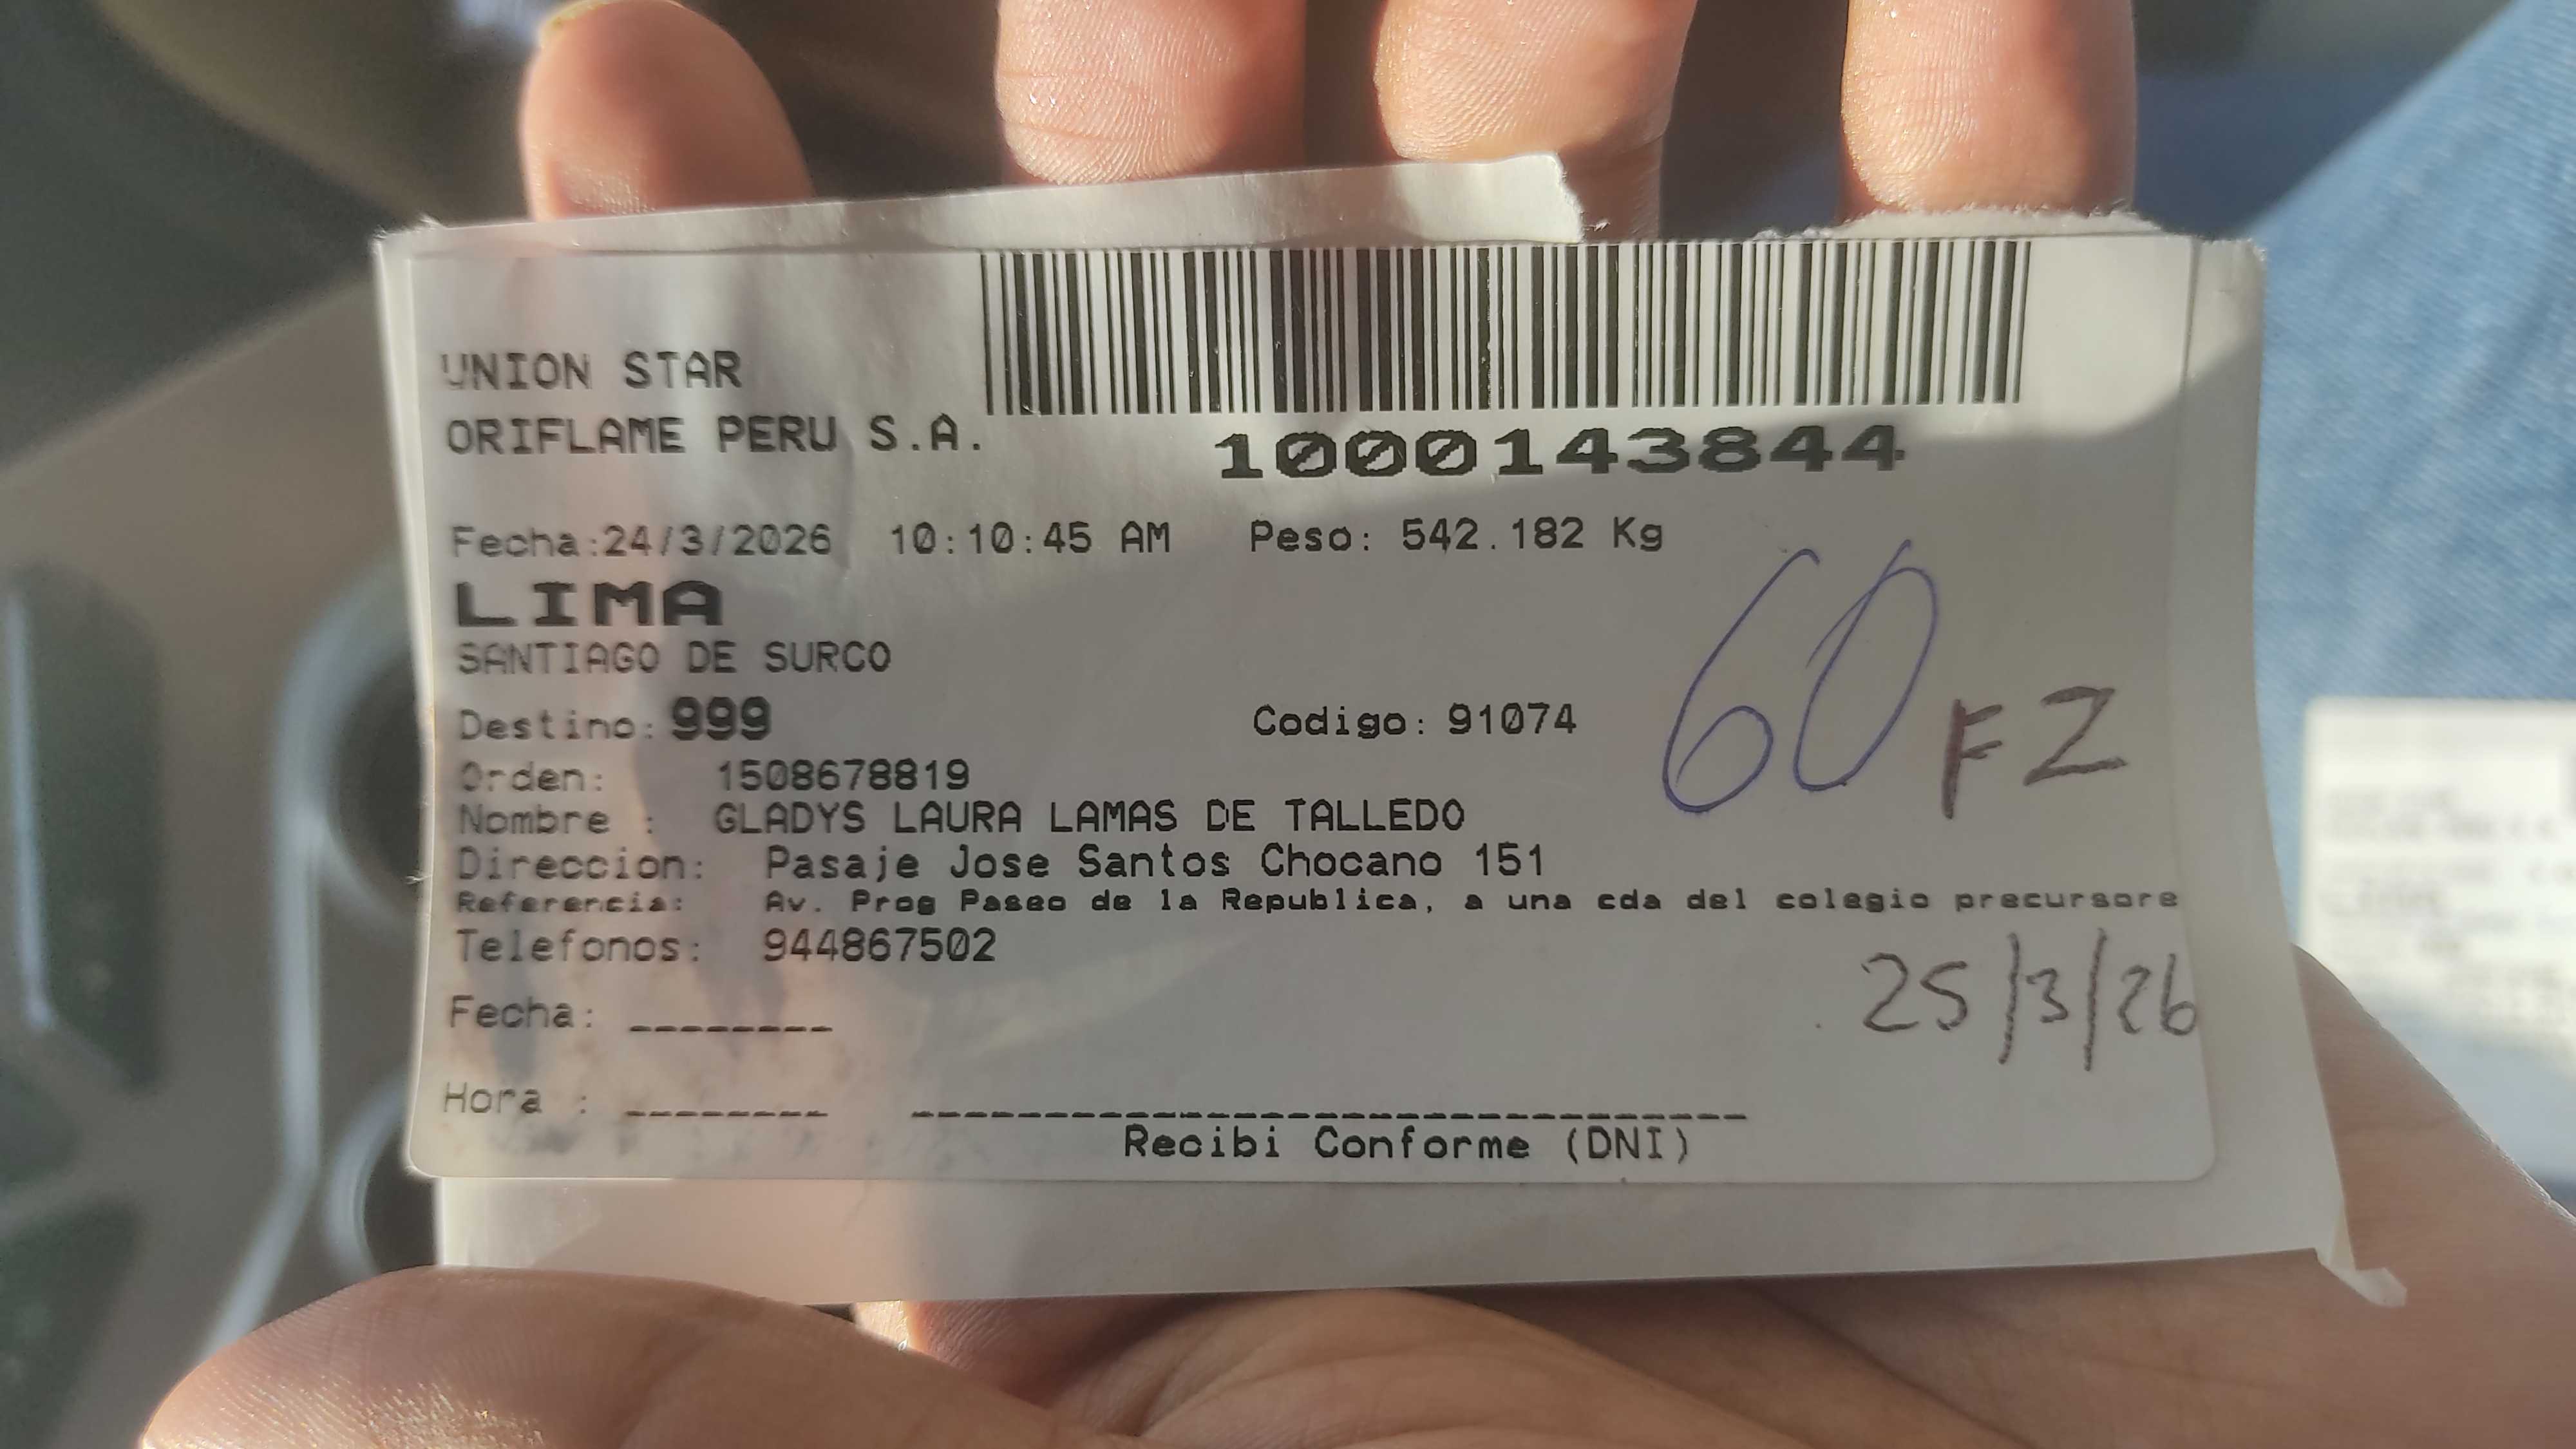 UNION STAR
ORIFLAME PERU S.A.
1000143844
Fecha:24/3/2026 10:10:45 AM Peso: 542.182 Kg
LIMA
SANTIAGO DE SURCO
60 FZ
Destino: 999 Codigo: 91074
Orden: 1508678819
Nombre : GLADYS LAURA LAMAS DE TALLEDO
Direccion: Pasaje Jose Santos Chocano 151
Referencia: Av. Prog Paseo de la Republica, a una cda del colegio precursore
Telefonos: 944867502
25/3/26
Fecha: ________
Hora : ________ ________________________________
Recibi Conforme (DNI)